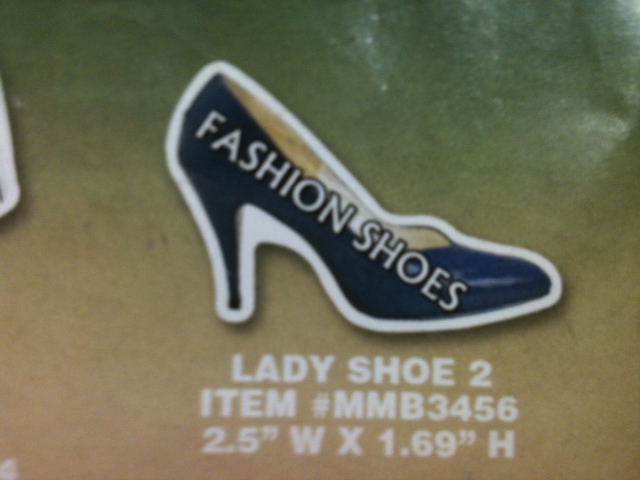 FASHION SHOES
LADY SHOE 2
ITEM #MMB3456
2.5” W X 1.69” H